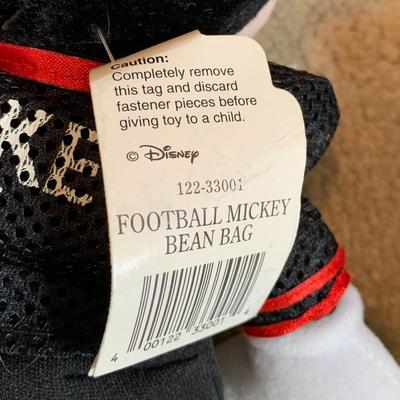 Caution:
Completely remove
this tag and discard
fastener pieces before
giving toy to a child.
© Disney
122-33001
FOOTBALL MICKEY
BEAN BAG
4 00122 33001 4
KE